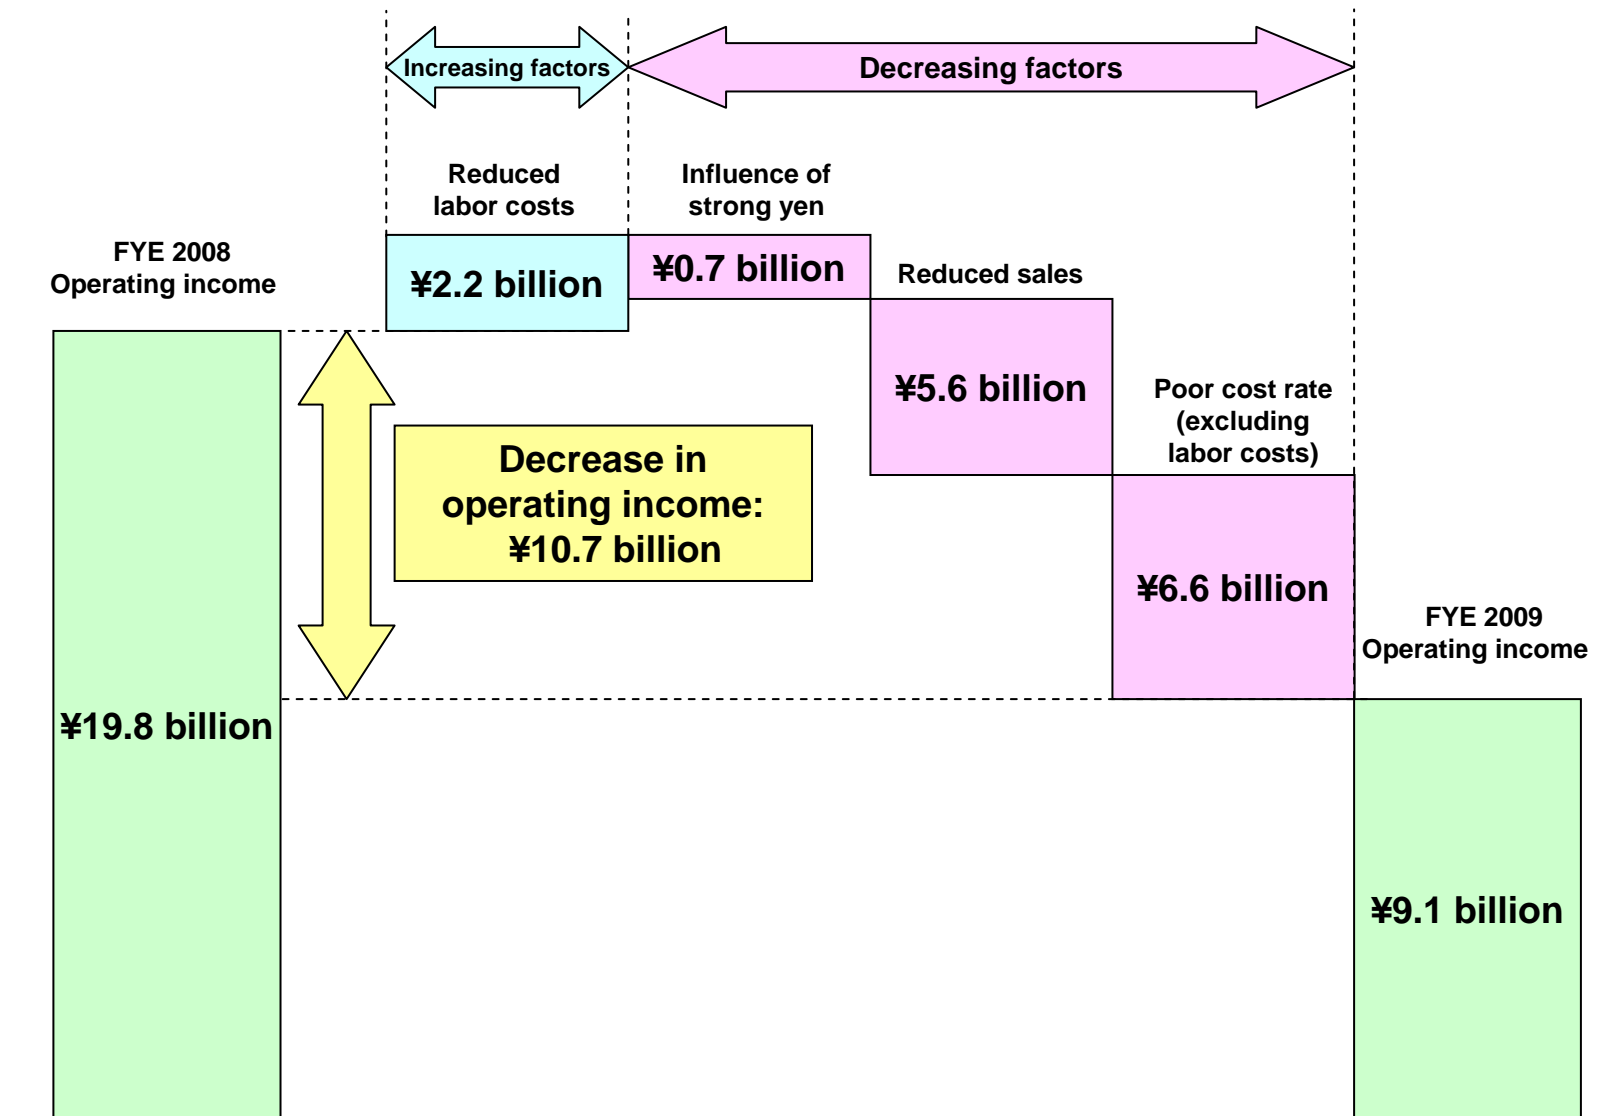 Increasing factors
Decreasing factors
Reduced
labor costs
Influence of
strong yen
FYE 2008
Operating income
¥2.2 billion
¥0.7 billion
Reduced sales
¥5.6 billion
Poor cost rate
(excluding
labor costs)
Decrease in
operating income:
¥10.7 billion
¥6.6 billion
FYE 2009
Operating income
¥19.8 billion
¥9.1 billion